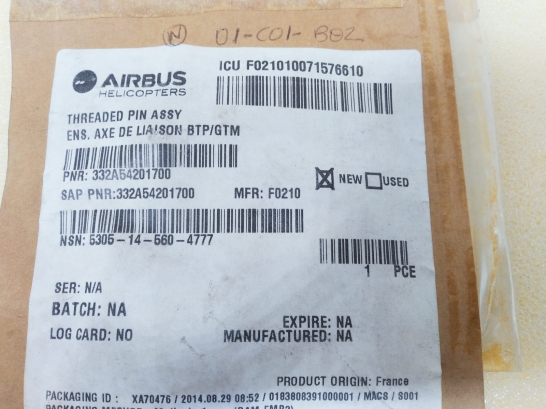 (N) 01-C01-B02
ICU F021010071576610
AIRBUS
HELICOPTERS
THREADED PIN ASSY
ENS. AXE DE LIAISON BTP/GTM
PNR: 332A54201700
NEW USED
SAP PNR:332A54201700 MFR: F0210
NSN: 5305-14-560-4777
1 PCE
SER: N/A
BATCH: NA
EXPIRE: NA
LOG CARD: NO MANUFACTURED: NA
PRODUCT ORIGIN: France
PACKAGING ID : XA70476 / 2014.08.29 08:52 / 0183808391000001 / MACS / S001